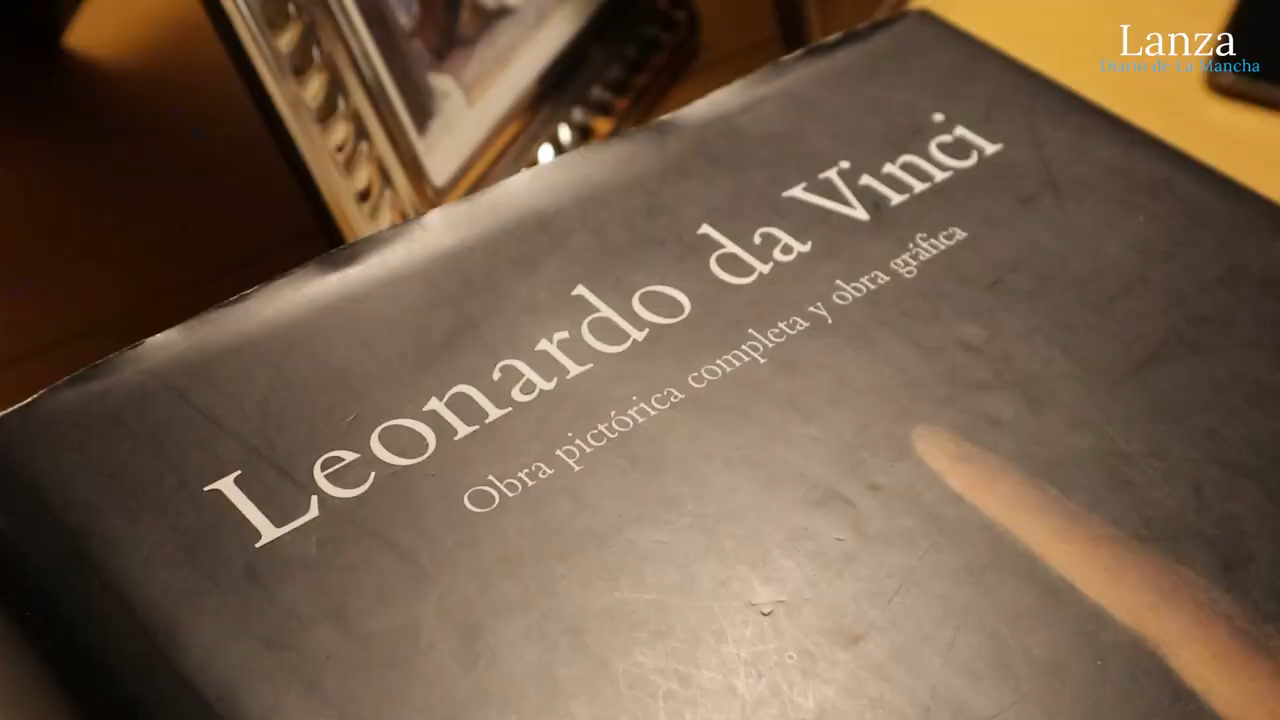 Lanza
Diario de La Mancha
Leonardo da Vinci
Obra pictórica completa y obra gráfica